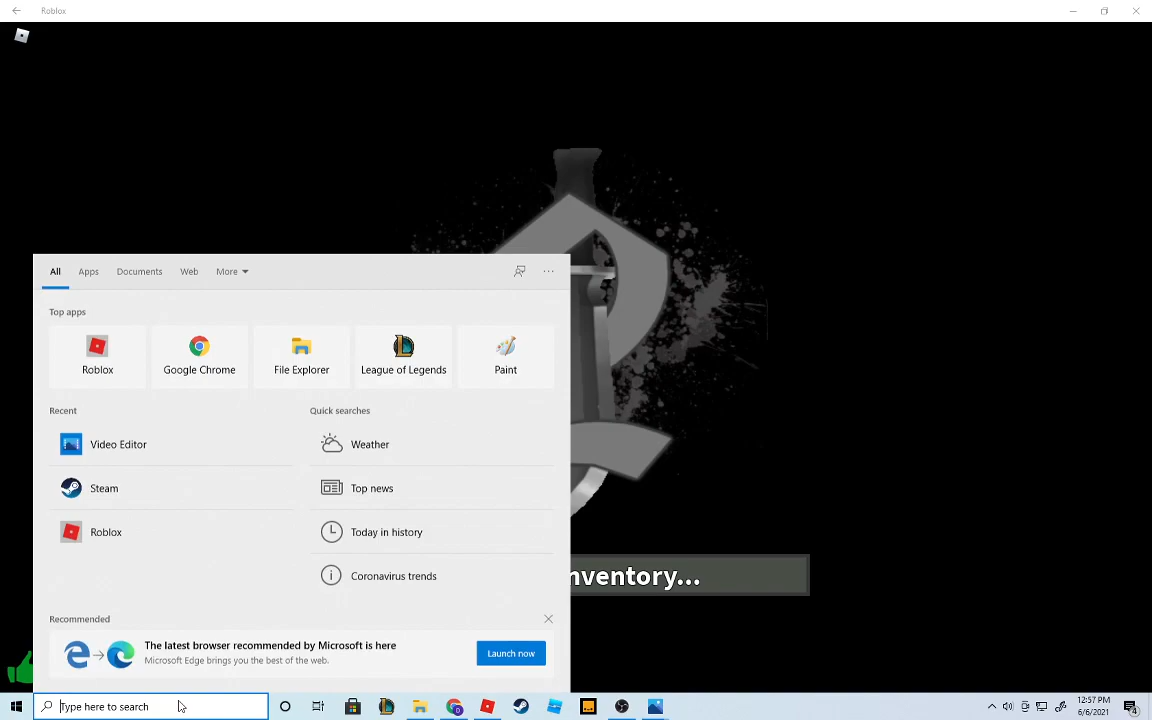 Roblox
All Apps Documents Web More
Top apps
Roblox Google Chrome File Explorer League of Legends Paint
Recent
Video Editor
Steam
Roblox
Quick searches
Weather
Top news
Today in history
Coronavirus trends
nventory...
Recommended
The latest browser recommended by Microsoft is here
Microsoft Edge brings you the best of the web.
Launch now
Type here to search
12:57 PM
6/6/2021
4